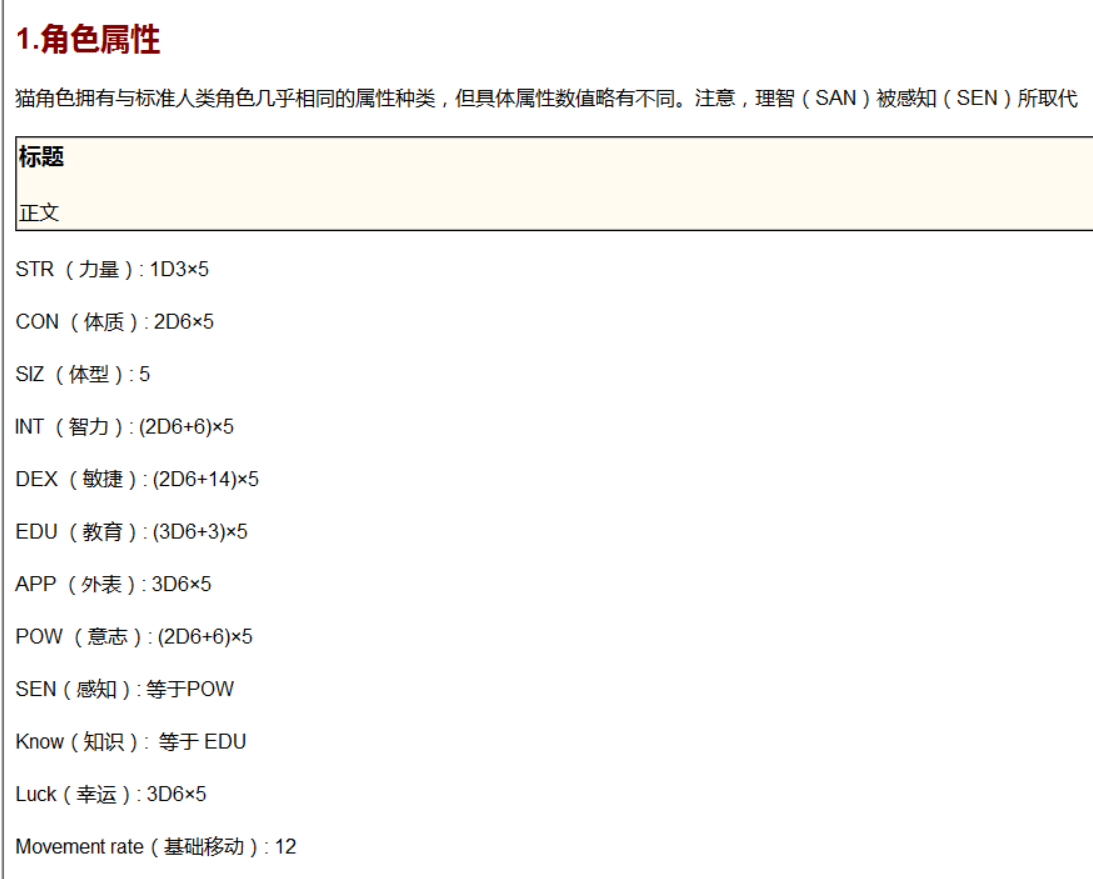 1.角色属性
猫角色拥有与标准人类角色几乎相同的属性种类，但具体属性数值略有不同。注意，理智（SAN）被感知（SEN）所取代
标题
正文
STR （力量）: 1D3×5
CON （体质）: 2D6×5
SIZ （体型）: 5
INT （智力）: (2D6+6)×5
DEX （敏捷）: (2D6+14)×5
EDU （教育）: (3D6+3)×5
APP （外表）: 3D6×5
POW （意志）: (2D6+6)×5
SEN（感知）: 等于POW
Know（知识）: 等于 EDU
Luck（幸运）: 3D6×5
Movement rate（基础移动）: 12